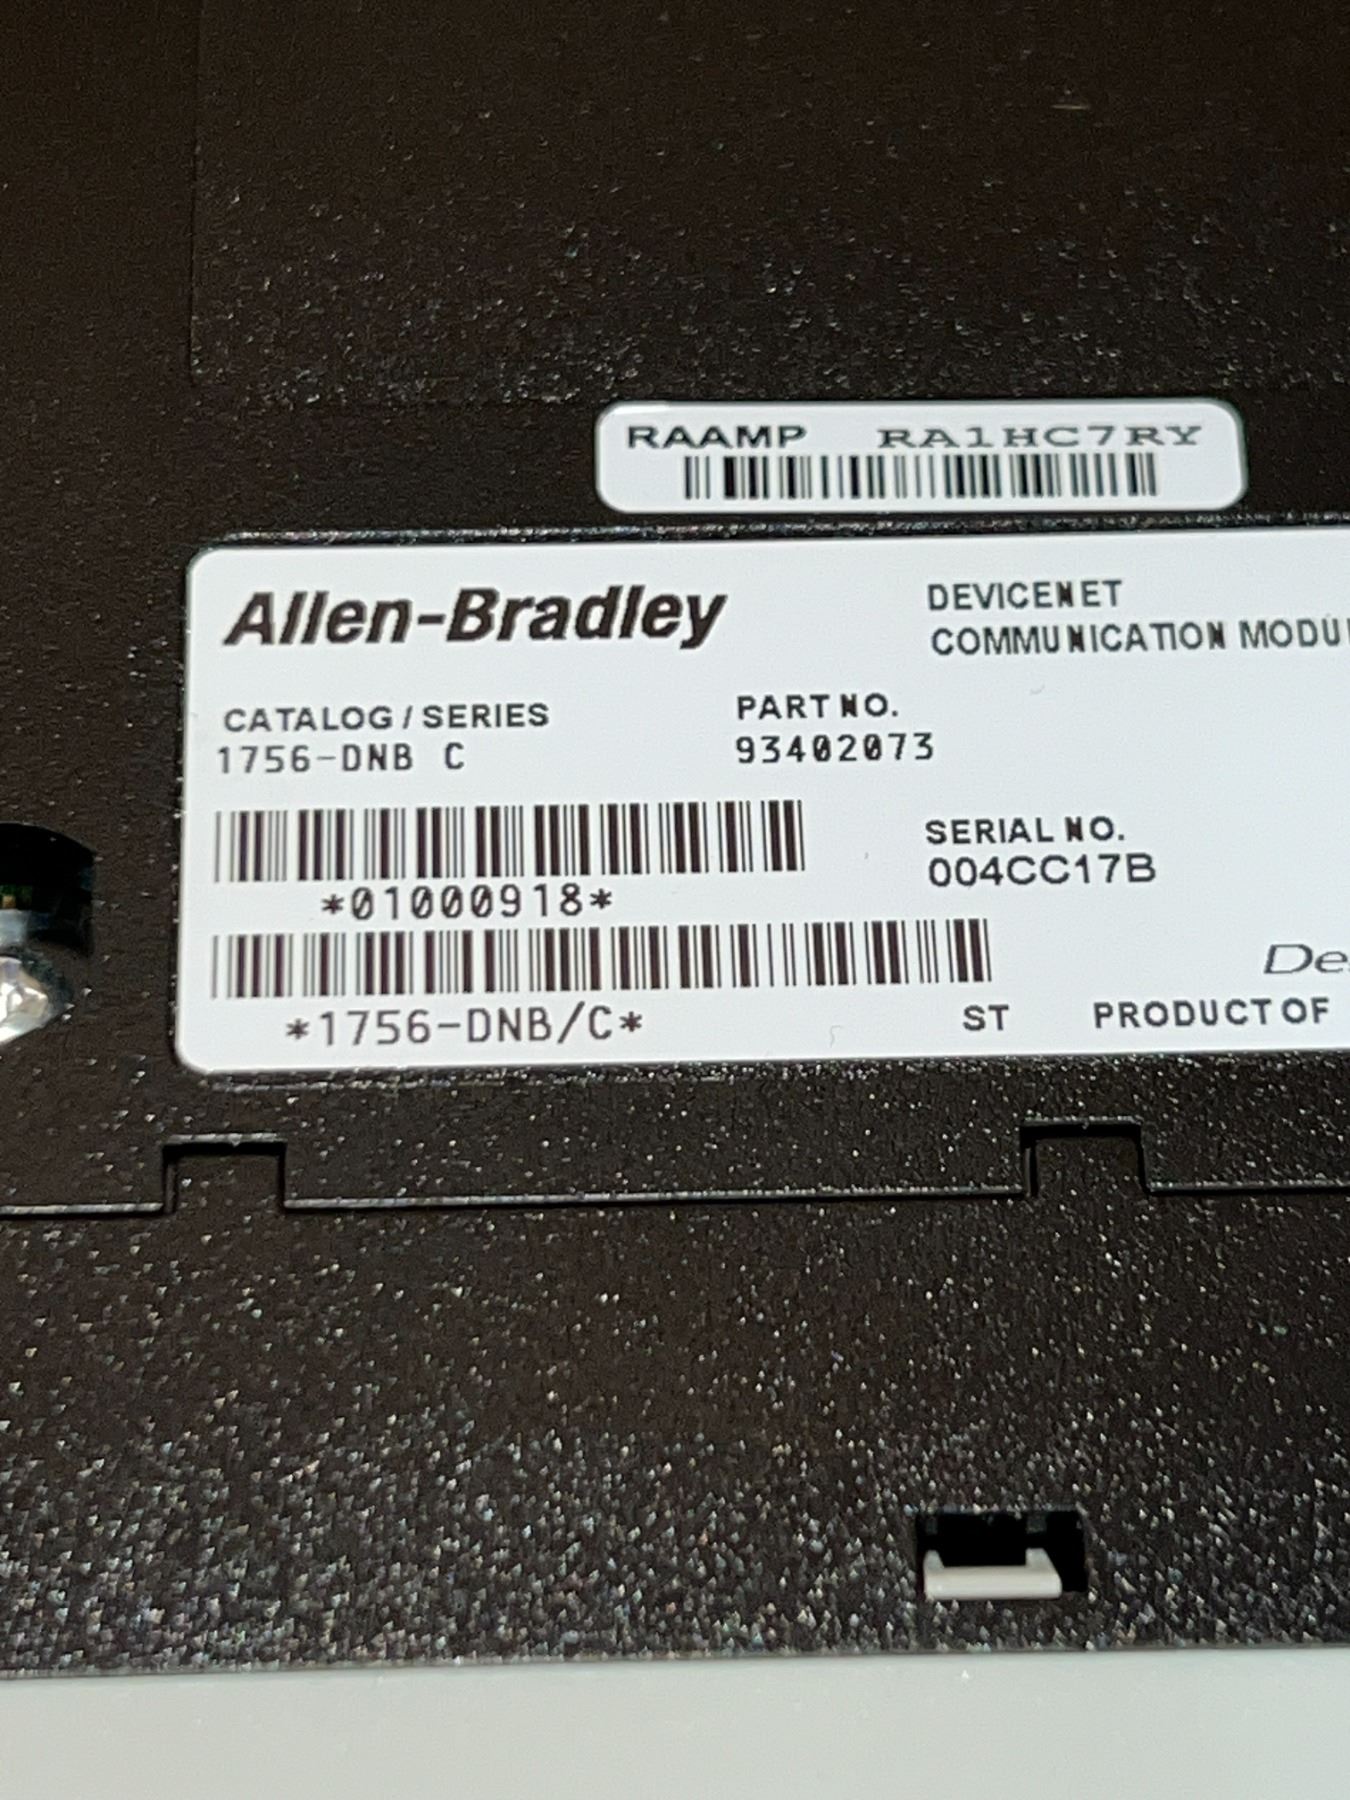 RAAMP RA1HC7RY
Allen-Bradley
DEVICENET
COMMUNICATION MODU
CATALOG / SERIES
1756-DNB C
PART NO.
93402073
*01000918*
SERIAL NO.
004CC17B
*1756-DNB/C*
De
ST PRODUCT OF